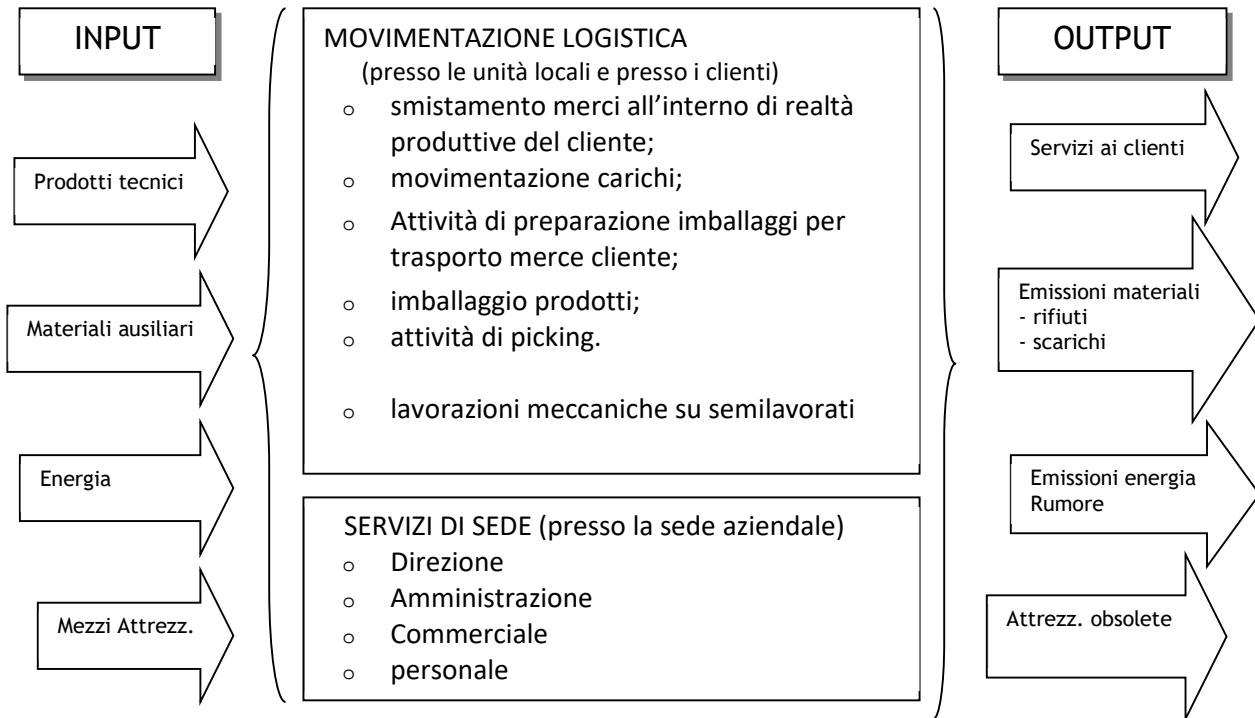 INPUT
Prodotti tecnici
Materiali ausiliari
Energia
Mezzi Attrezz.
MOVIMENTAZIONE LOGISTICA
(presso le unità locali e presso i clienti)
o smistamento merci all’interno di realtà
produttive del cliente;
o movimentazione carichi;
o Attività di preparazione imballaggi per
trasporto merce cliente;
o imballaggio prodotti;
o attività di picking.
o lavorazioni meccaniche su semilavorati
SERVIZI DI SEDE (presso la sede aziendale)
o Direzione
o Amministrazione
o Commerciale
o personale
OUTPUT
Servizi ai clienti
Emissioni materiali
- rifiuti
- scarichi
Emissioni energia
Rumore
Attrezz. obsolete